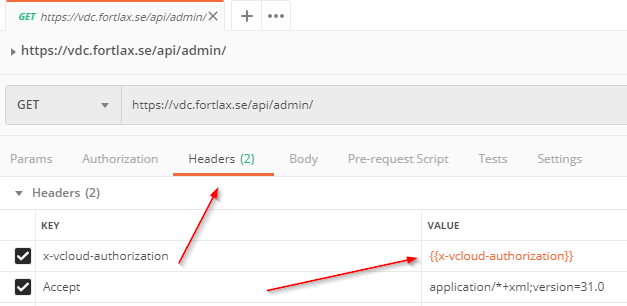 GET https://vdc.fortlax.se/api/admin/
https://vdc.fortlax.se/api/admin/
GET https://vdc.fortlax.se/api/admin/
Params Authorization Headers (2) Body Pre-request Script Tests Settings
Headers (2)
KEY VALUE
x-vcloud-authorization {{x-vcloud-authorization}}
Accept application/*+xml;version=31.0